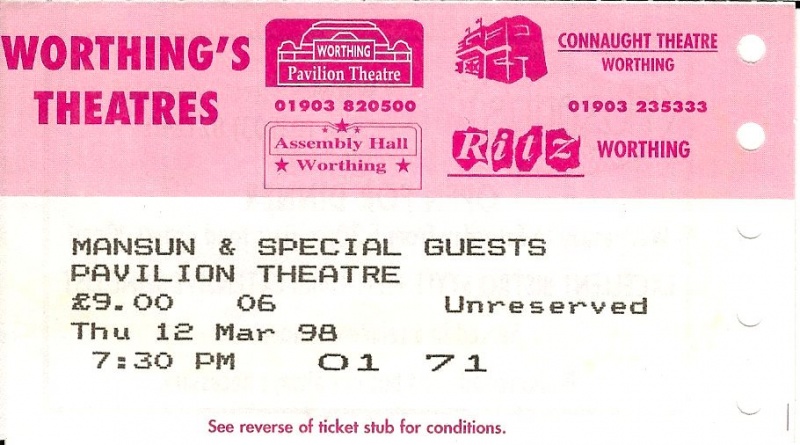 WORTHING'S
THEATRES
WORTHING
Pavilion Theatre
01903 820500
Assembly Hall
Worthing
CONNAUGHT THEATRE
WORTHING
01903 235333
Ritz WORTHING
MANSUN & SPECIAL GUESTS
PAVILION THEATRE
£9.00 06 Unreserved
Thu 12 Mar 98
7:30 PM 01 71
See reverse of ticket stub for conditions.